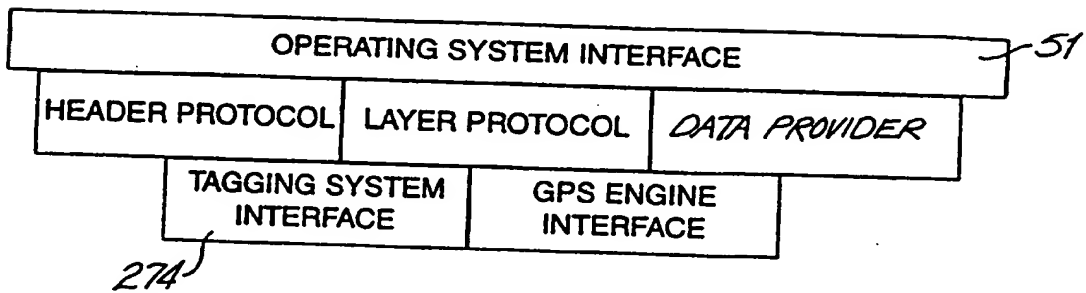 OPERATING SYSTEM INTERFACE
51
HEADER PROTOCOL
LAYER PROTOCOL
DATA PROVIDER
TAGGING SYSTEM
INTERFACE
GPS ENGINE
INTERFACE
274